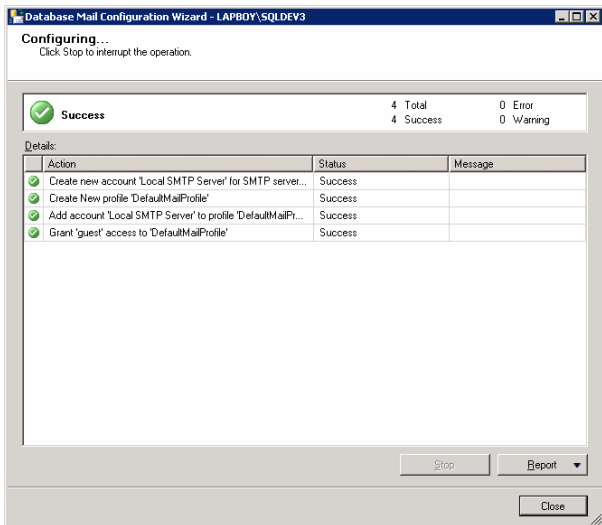 Database Mail Configuration Wizard - LAPBOY\SQLDEV3
Configuring...
Click Stop to interrupt the operation.
Success
4 Total 0 Error
4 Success 0 Warning
Details:
Action Status Message
Create new account 'Local SMTP Server' for SMTP server... Success
Create New profile 'DefaultMailProfile' Success
Add account 'Local SMTP Server' to profile 'DefaultMailPr... Success
Grant 'guest' access to 'DefaultMailProfile' Success
Stop Report
Close